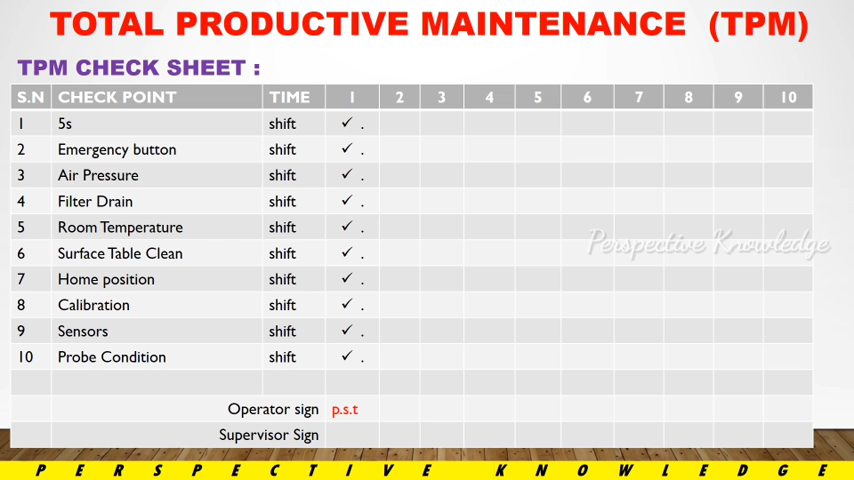 TOTAL PRODUCTIVE MAINTENANCE (TPM)
TPM CHECK SHEET :
S.N CHECK POINT TIME 1 2 3 4 5 6 7 8 9 10
1 5s shift ✓ .
2 Emergency button shift ✓ .
3 Air Pressure shift ✓ .
4 Filter Drain shift ✓ .
5 Room Temperature shift ✓ .
Perspective Knowledge
6 Surface Table Clean shift ✓ .
7 Home position shift ✓ .
8 Calibration shift ✓ .
9 Sensors shift ✓ .
10 Probe Condition shift ✓ .
Operator sign p.s.t
Supervisor Sign
PERSPECTIVE KNOWLEDGE